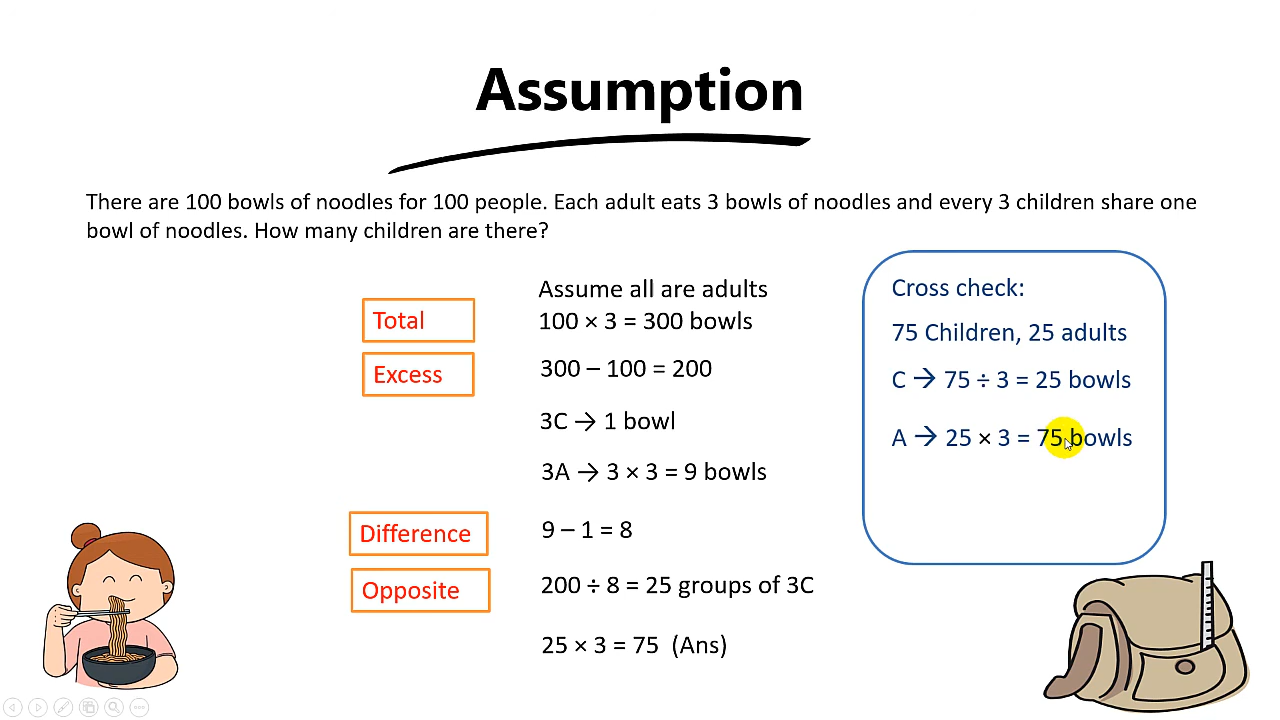 Assumption
There are 100 bowls of noodles for 100 people. Each adult eats 3 bowls of noodles and every 3 children share one
bowl of noodles. How many children are there?
Assume all are adults
Total
100 × 3 = 300 bowls
Excess
300 – 100 = 200
3C → 1 bowl
3A → 3 × 3 = 9 bowls
Difference
9 – 1 = 8
Opposite
200 ÷ 8 = 25 groups of 3C
25 × 3 = 75 (Ans)
Cross check:
75 Children, 25 adults
C → 75 ÷ 3 = 25 bowls
A → 25 × 3 = 75 bowls